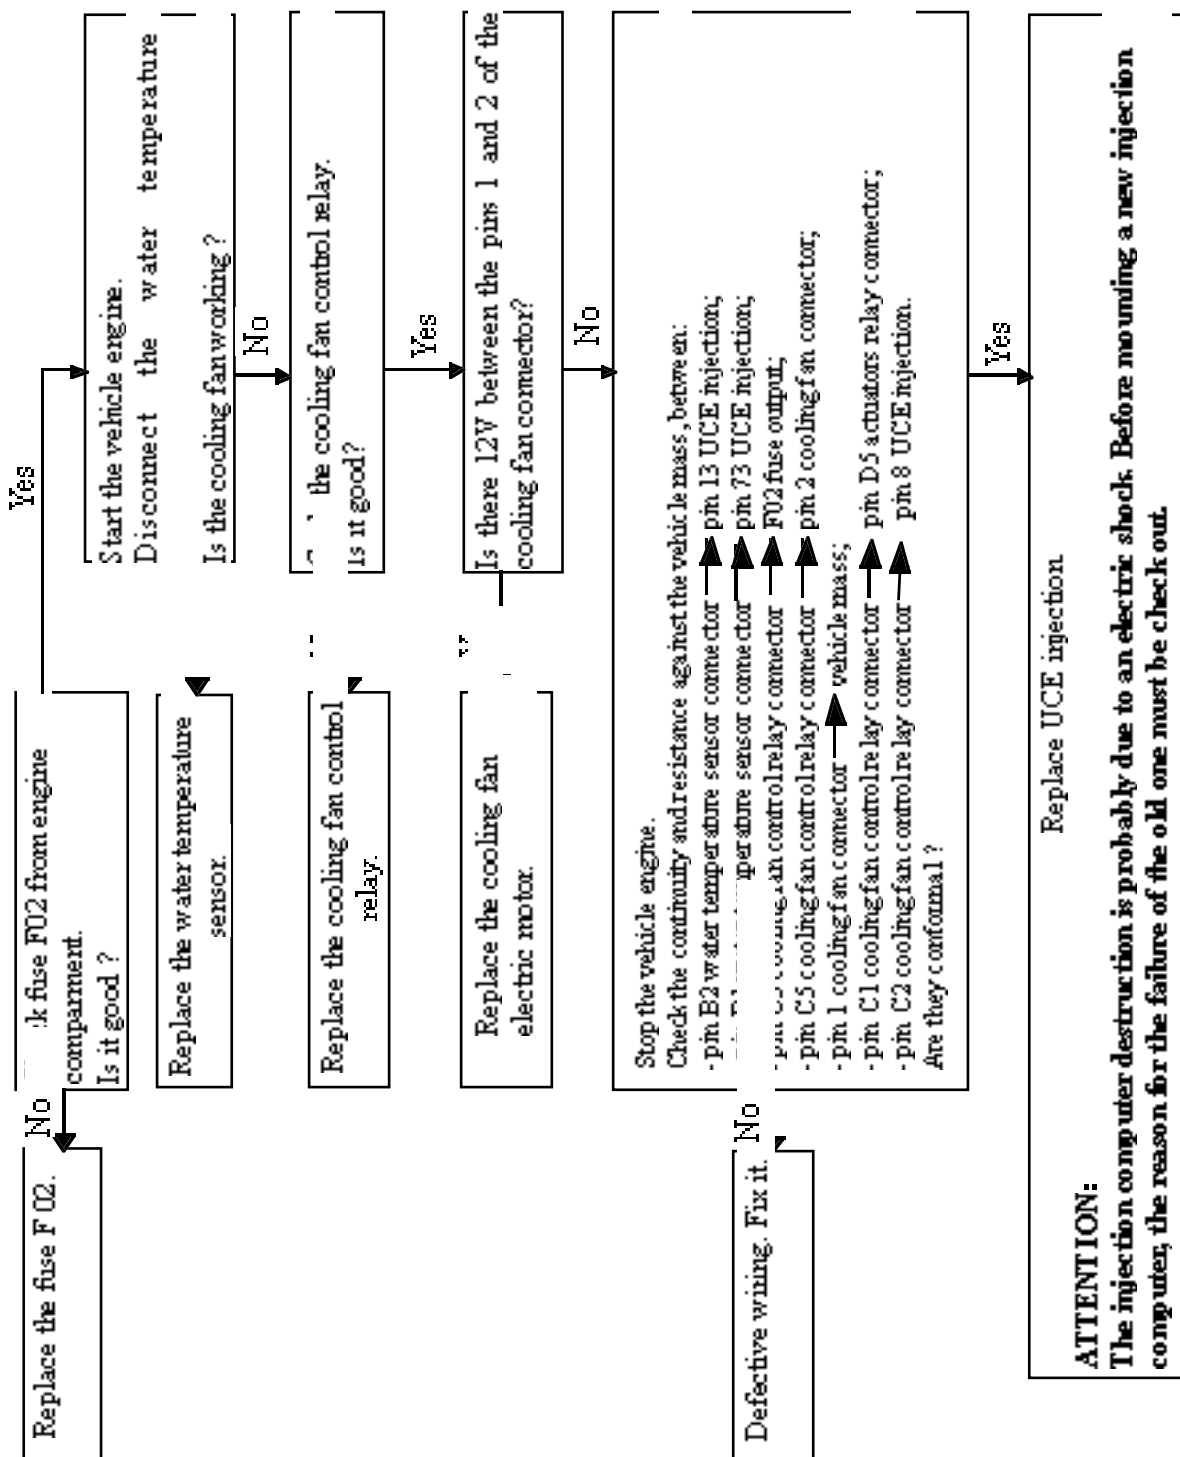 fuse F02 from engine
comparment.
Is it good ?
No
Replace the fuse F 02.
Yes
Start the vehicle engine.
Disconnect the water temperature
Is the cooling fan working ?
Replace the water temperature
sensor.
No
the cooling fan control relay.
Is it good?
Replace the cooling fan control
relay.
Yes
Is there 12V between the pins 1 and 2 of the
cooling fan connector?
Replace the cooling fan
electric motor.
No
Stop the vehicle engine.
Check the continuity and resistance against the vehicle mass, between:
- pin B2 water temperature sensor connector → pin 13 UCE injection;
sensor connector → pin 73 UCE injection;
fan control relay connector → F02 fuse output;
- pin C5 cooling fan control relay connector → pin 2 cooling fan connector;
- pin 1 cooling fan connector → vehicle mass;
- pin C1 cooling fan control relay connector → pin D5 actuators relay connector;
- pin C2 cooling fan control relay connector → pin 8 UCE injection.
Are they conformal ?
No
Defective wiring. Fix it.
Yes
Replace UCE injection
ATTENTION:
The injection computer destruction is probably due to an electric shock. Before mounding a new injection
computer, the reason for the failure of the old one must be check out.